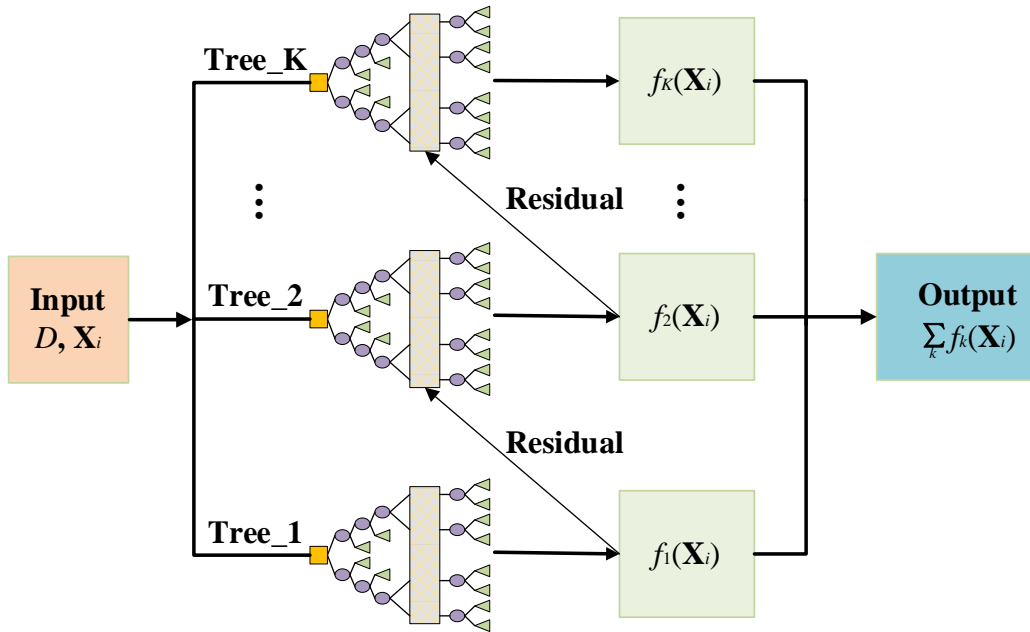 Tree_K
f_K(X_i)
⋮
Residual
⋮
Input
D, X_i
Tree_2
f_2(X_i)
Output
∑_k f_k(X_i)
Residual
Tree_1
f_1(X_i)